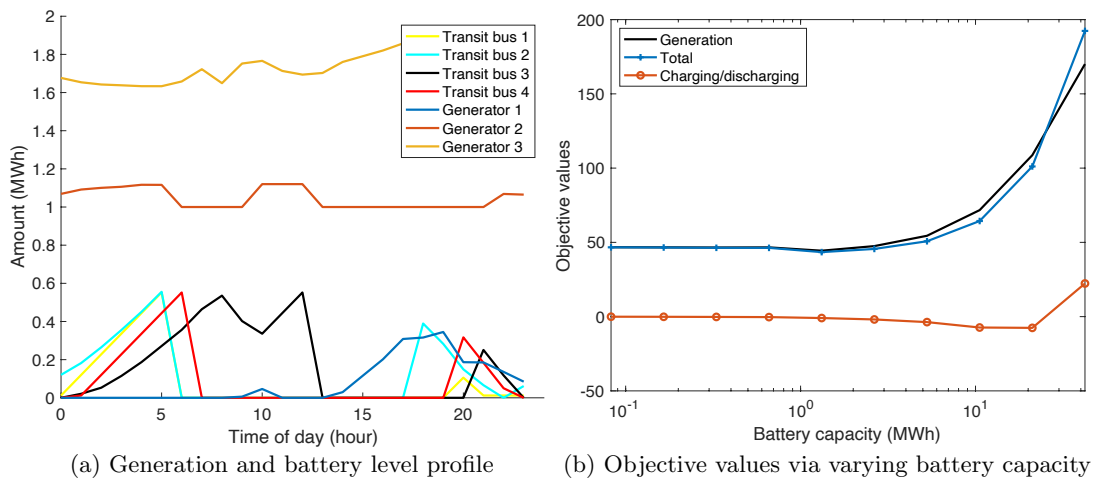 2
1.8
1.6
1.4
1.2
1
0.8
0.6
0.4
0.2
0
Amount (MWh)
0 5 10 15 20
Time of day (hour)
Transit bus 1
Transit bus 2
Transit bus 3
Transit bus 4
Generator 1
Generator 2
Generator 3
(a) Generation and battery level profile
200
150
100
50
0
-50
Objective values
10^-1 10^0 10^1
Battery capacity (MWh)
Generation
Total
Charging/discharging
(b) Objective values via varying battery capacity